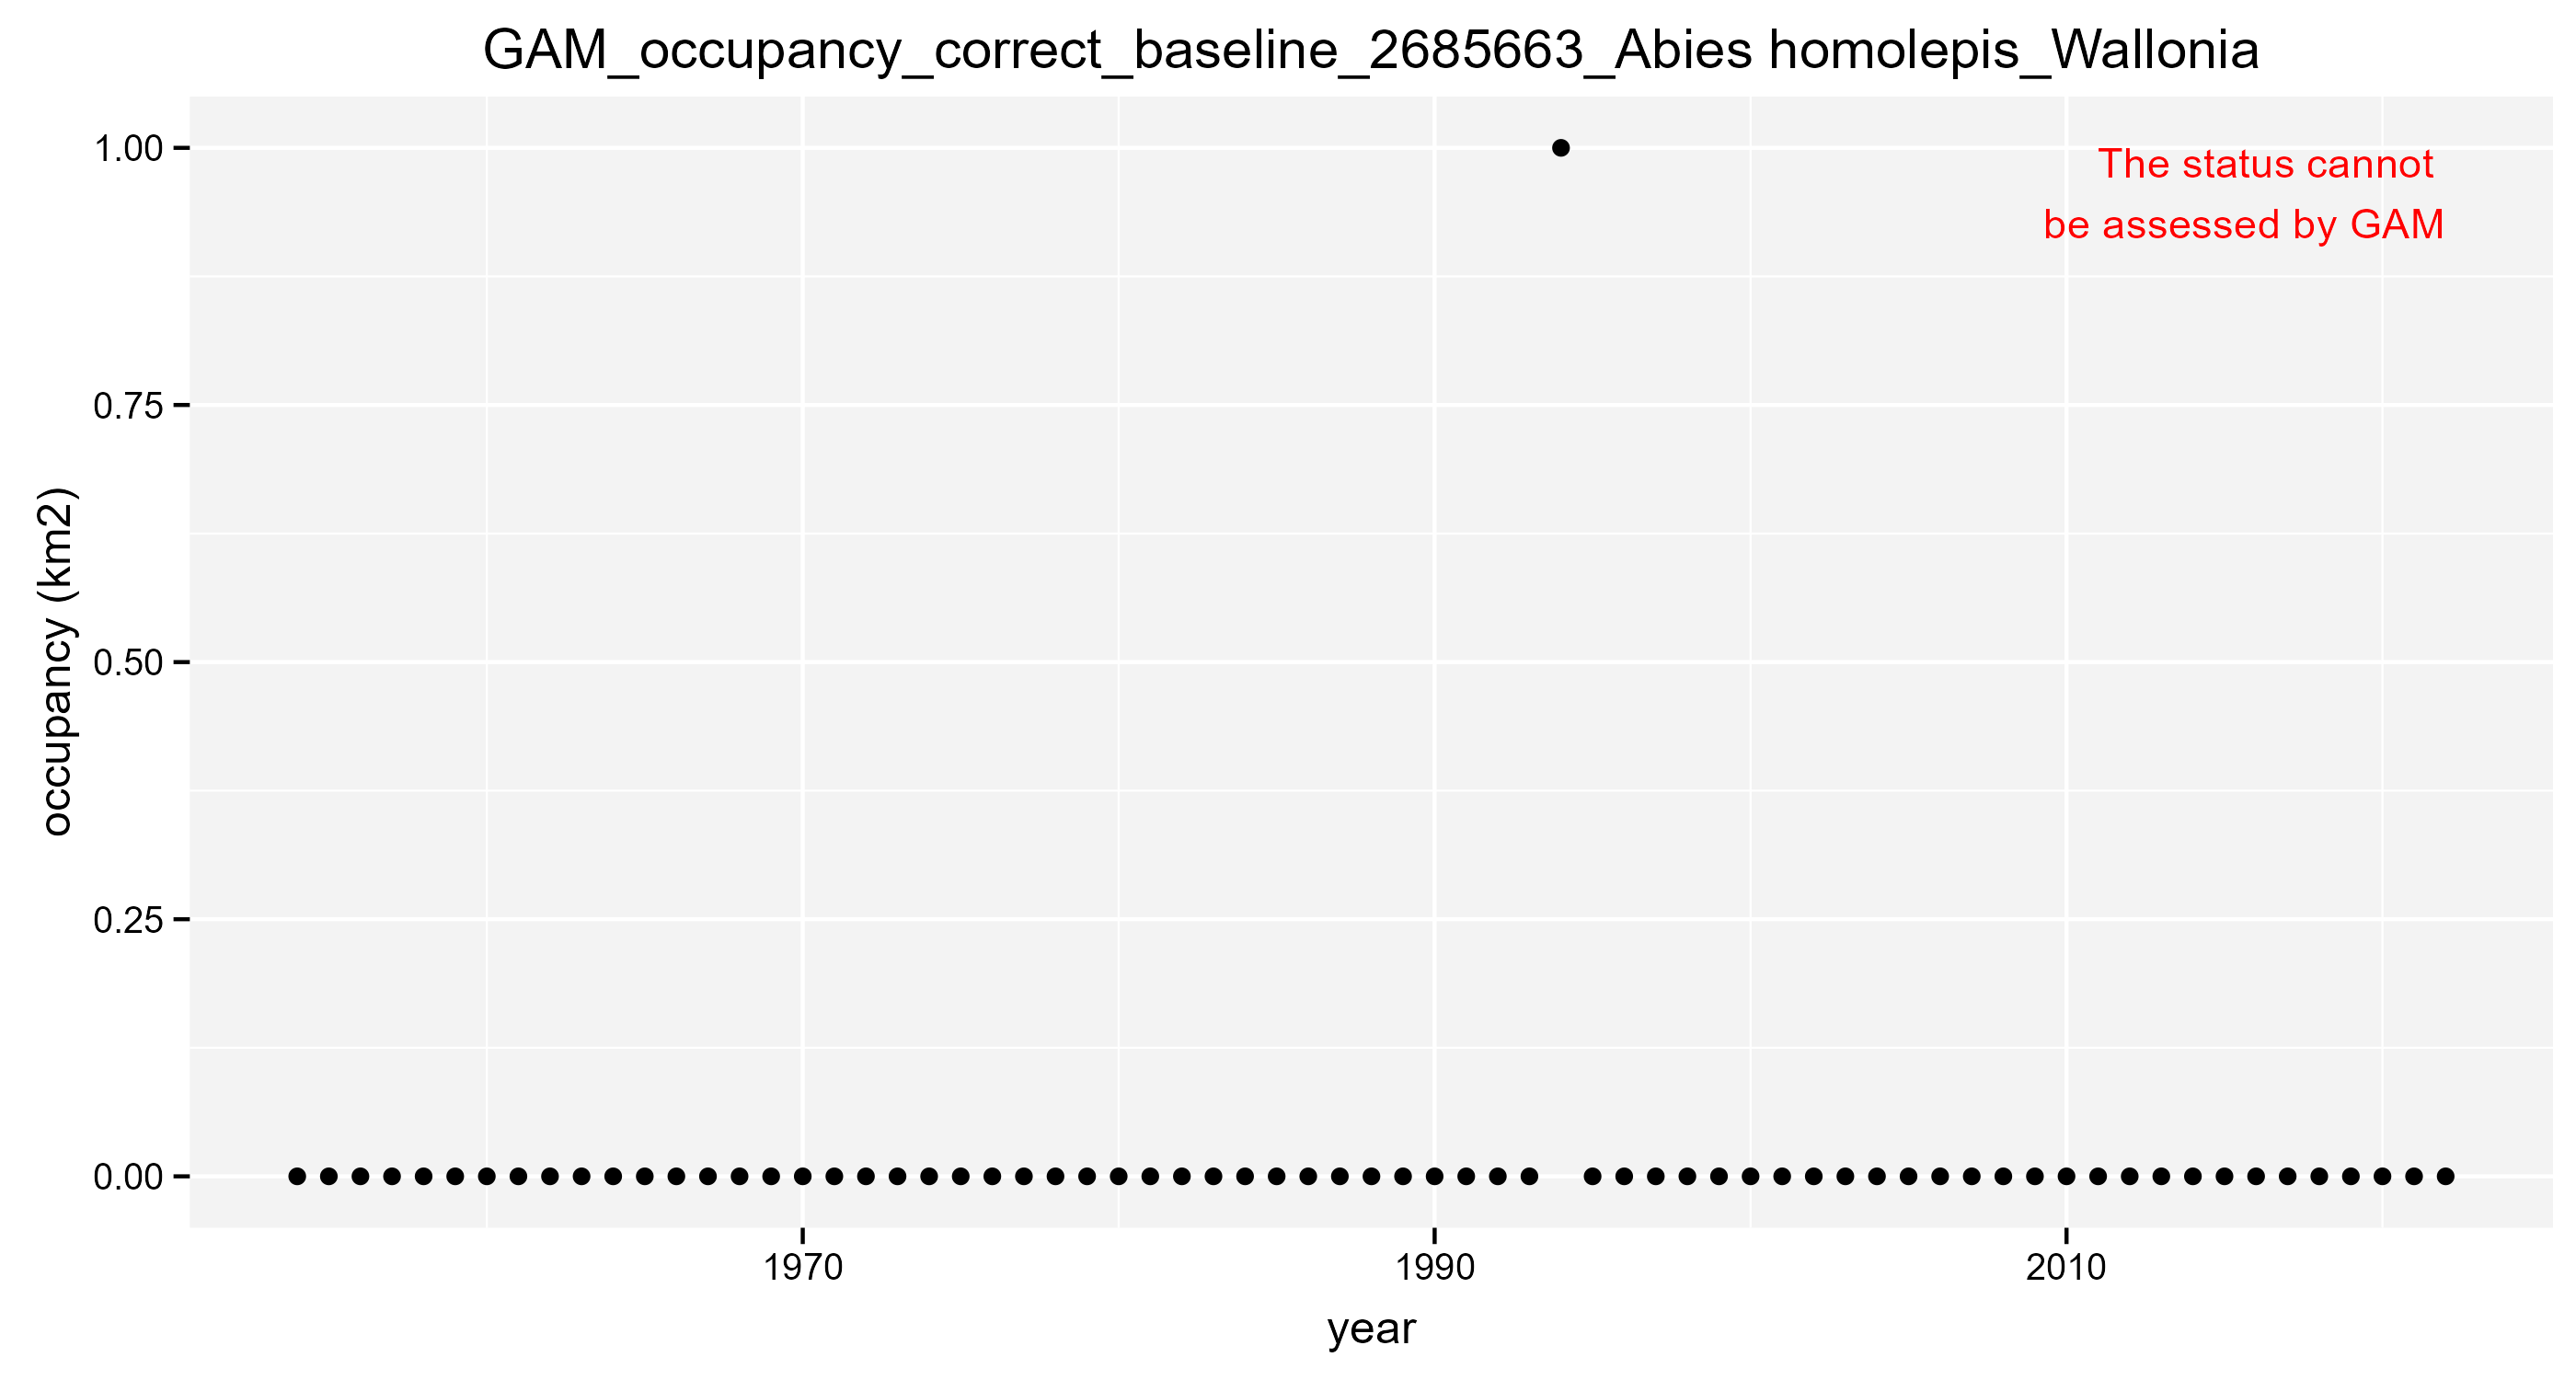 GAM_occupancy_correct_baseline_2685663_Abies homolepis_Wallonia
The status cannot
be assessed by GAM
1.00
0.75
0.50
0.25
0.00
occupancy (km2)
1970
1990
2010
year